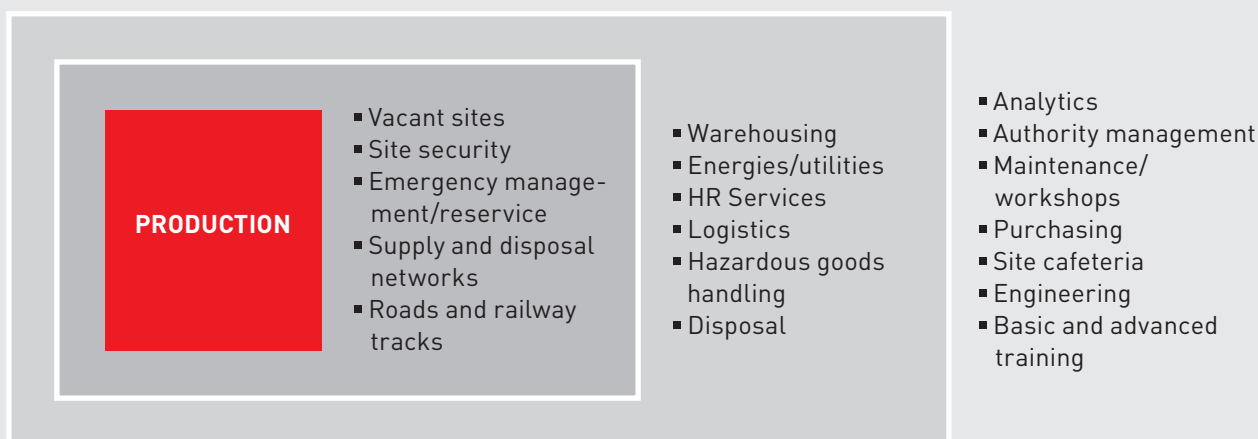 PRODUCTION
▪ Vacant sites
▪ Site security
▪ Emergency manage-
ment/reservice
▪ Supply and disposal
networks
▪ Roads and railway
tracks
▪ Warehousing
▪ Energies/utilities
▪ HR Services
▪ Logistics
▪ Hazardous goods
handling
▪ Disposal
▪ Analytics
▪ Authority management
▪ Maintenance/
workshops
▪ Purchasing
▪ Site cafeteria
▪ Engineering
▪ Basic and advanced
training